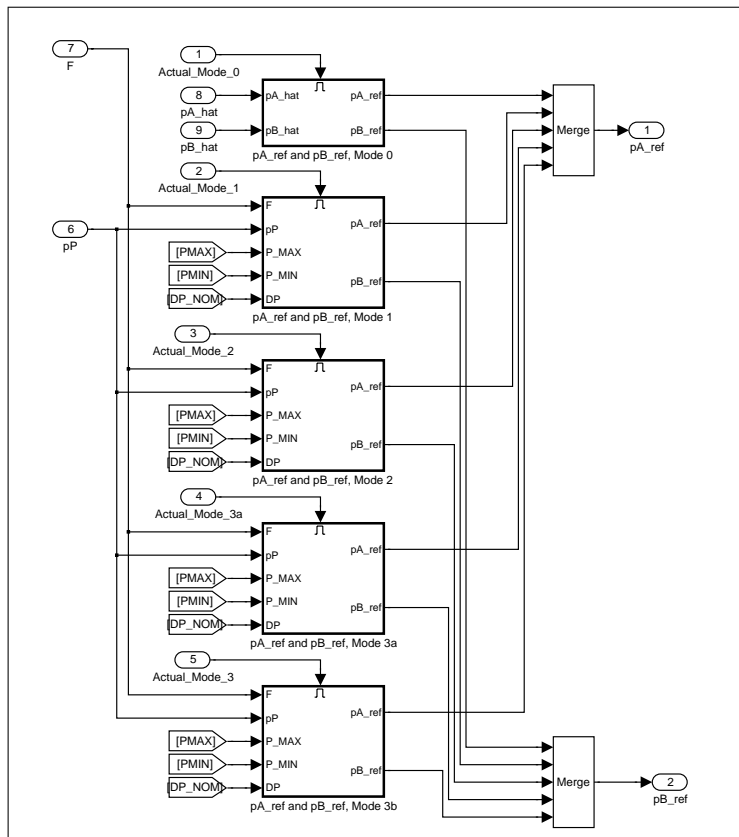 7
F
1
Actual_Mode_0
8
pA_hat
9
pB_hat
pA_hat
pB_hat
pA_ref
pB_ref
pA_ref and pB_ref, Mode 0
Merge
1
pA_ref
2
Actual_Mode_1
6
pP
[PMAX]
[PMIN]
[DP_NOM]
F
pP
P_MAX
P_MIN
DP
pA_ref
pB_ref
pA_ref and pB_ref, Mode 1
3
Actual_Mode_2
[PMAX]
[PMIN]
[DP_NOM]
F
pP
P_MAX
P_MIN
DP
pA_ref
pB_ref
pA_ref and pB_ref, Mode 2
4
Actual_Mode_3a
[PMAX]
[PMIN]
[DP_NOM]
F
pP
P_MAX
P_MIN
DP
pA_ref
pB_ref
pA_ref and pB_ref, Mode 3a
5
Actual_Mode_3
[PMAX]
[PMIN]
[DP_NOM]
F
pP
P_MAX
P_MIN
DP
pA_ref
pB_ref
pA_ref and pB_ref, Mode 3b
Merge
2
pB_ref